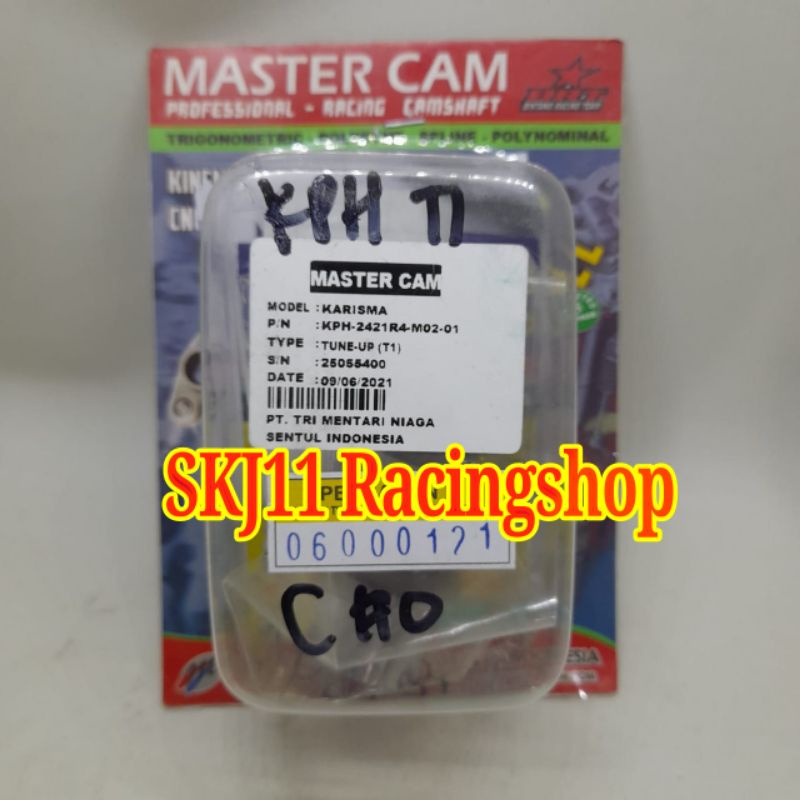 MASTER CAM
PROFESSIONAL - RACING CAMSHAFT
TRIGONOMETRIC - SPLINE - POLYNOMINAL
KPH T1
MASTER CAM
MODEL : KARISMA
P/N : KPH-2421R4-M02-01
TYPE : TUNE-UP (T1)
S/N : 25055400
DATE : 09/06/2021
PT. TRI MENTARI NIAGA
SENTUL INDONESIA
SKJ11 Racingshop
06000121